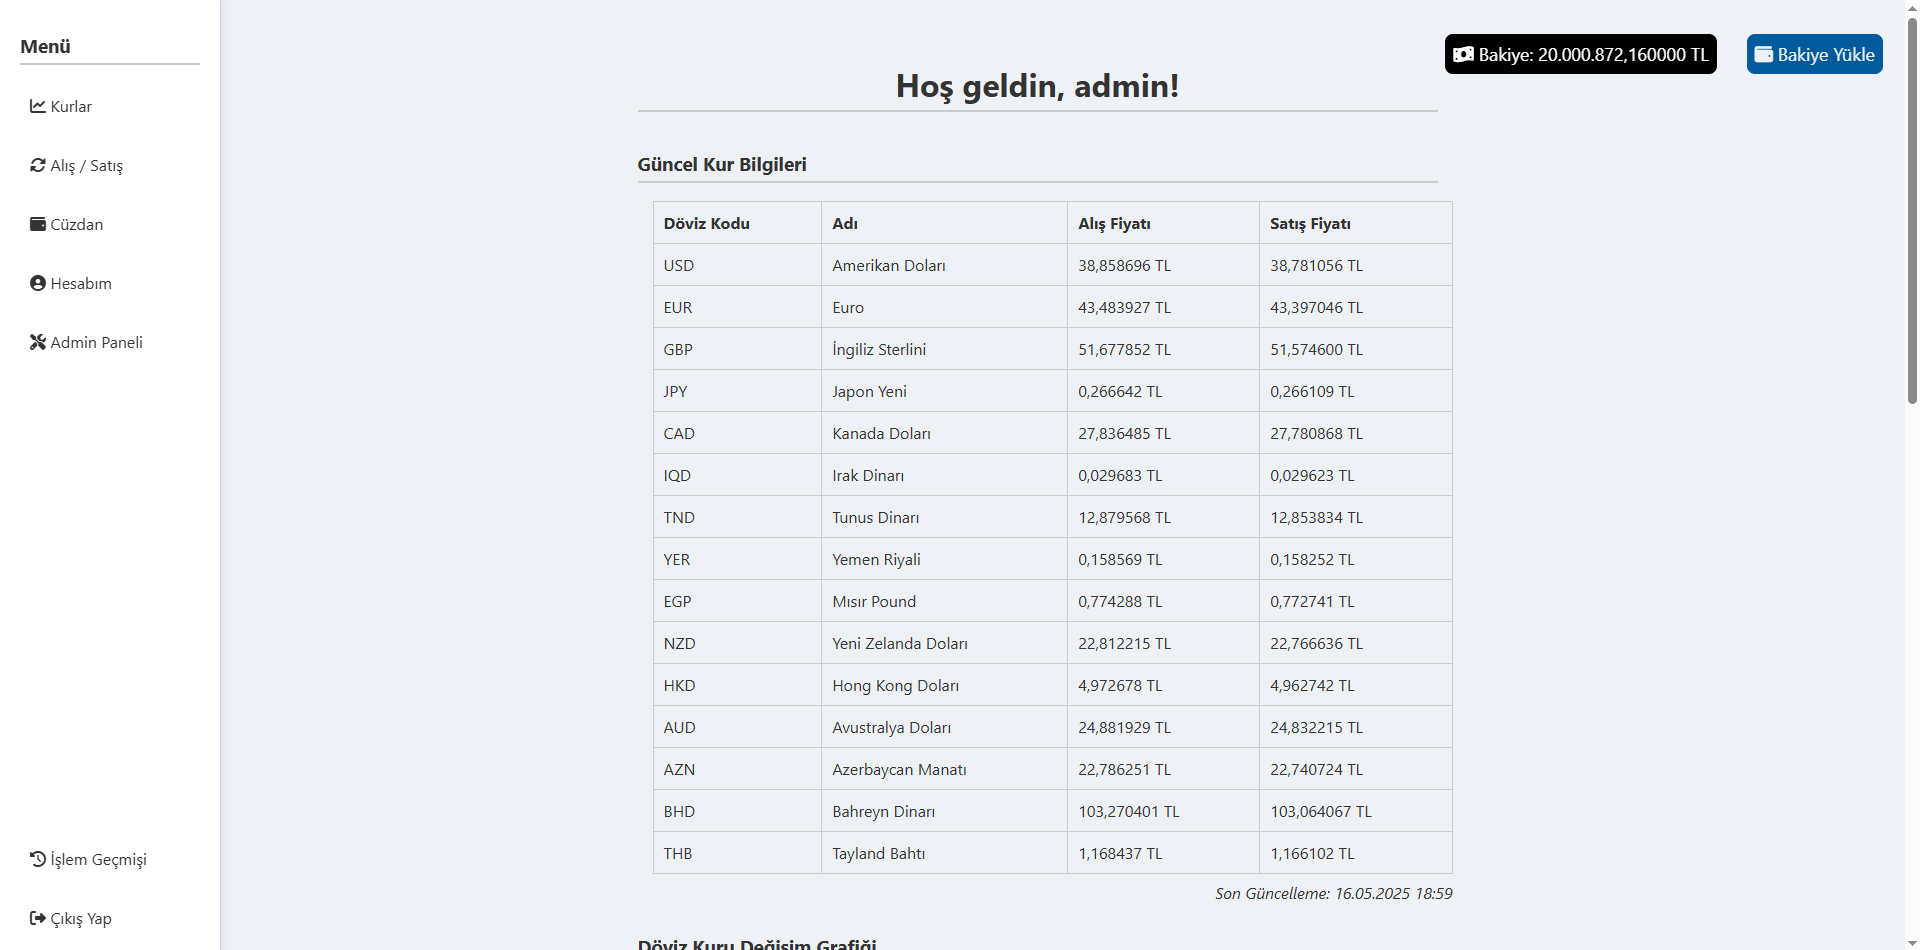 Menü
Kurlar
Alış / Satış
Cüzdan
Hesabım
Admin Paneli
İşlem Geçmişi
Çıkış Yap
Bakiye: 20.000.872,160000 TL
Bakiye Yükle
Hoş geldin, admin!
Güncel Kur Bilgileri
Döviz Kodu Adı Alış Fiyatı Satış Fiyatı
USD Amerikan Doları 38,858696 TL 38,781056 TL
EUR Euro 43,483927 TL 43,397046 TL
GBP İngiliz Sterlini 51,677852 TL 51,574600 TL
JPY Japon Yeni 0,266642 TL 0,266109 TL
CAD Kanada Doları 27,836485 TL 27,780868 TL
IQD Irak Dinarı 0,029683 TL 0,029623 TL
TND Tunus Dinarı 12,879568 TL 12,853834 TL
YER Yemen Riyali 0,158569 TL 0,158252 TL
EGP Mısır Pound 0,774288 TL 0,772741 TL
NZD Yeni Zelanda Doları 22,812215 TL 22,766636 TL
HKD Hong Kong Doları 4,972678 TL 4,962742 TL
AUD Avustralya Doları 24,881929 TL 24,832215 TL
AZN Azerbaycan Manatı 22,786251 TL 22,740724 TL
BHD Bahreyn Dinarı 103,270401 TL 103,064067 TL
THB Tayland Bahtı 1,168437 TL 1,166102 TL
Son Güncelleme: 16.05.2025 18:59
Döviz Kuru Değişim Grafiği